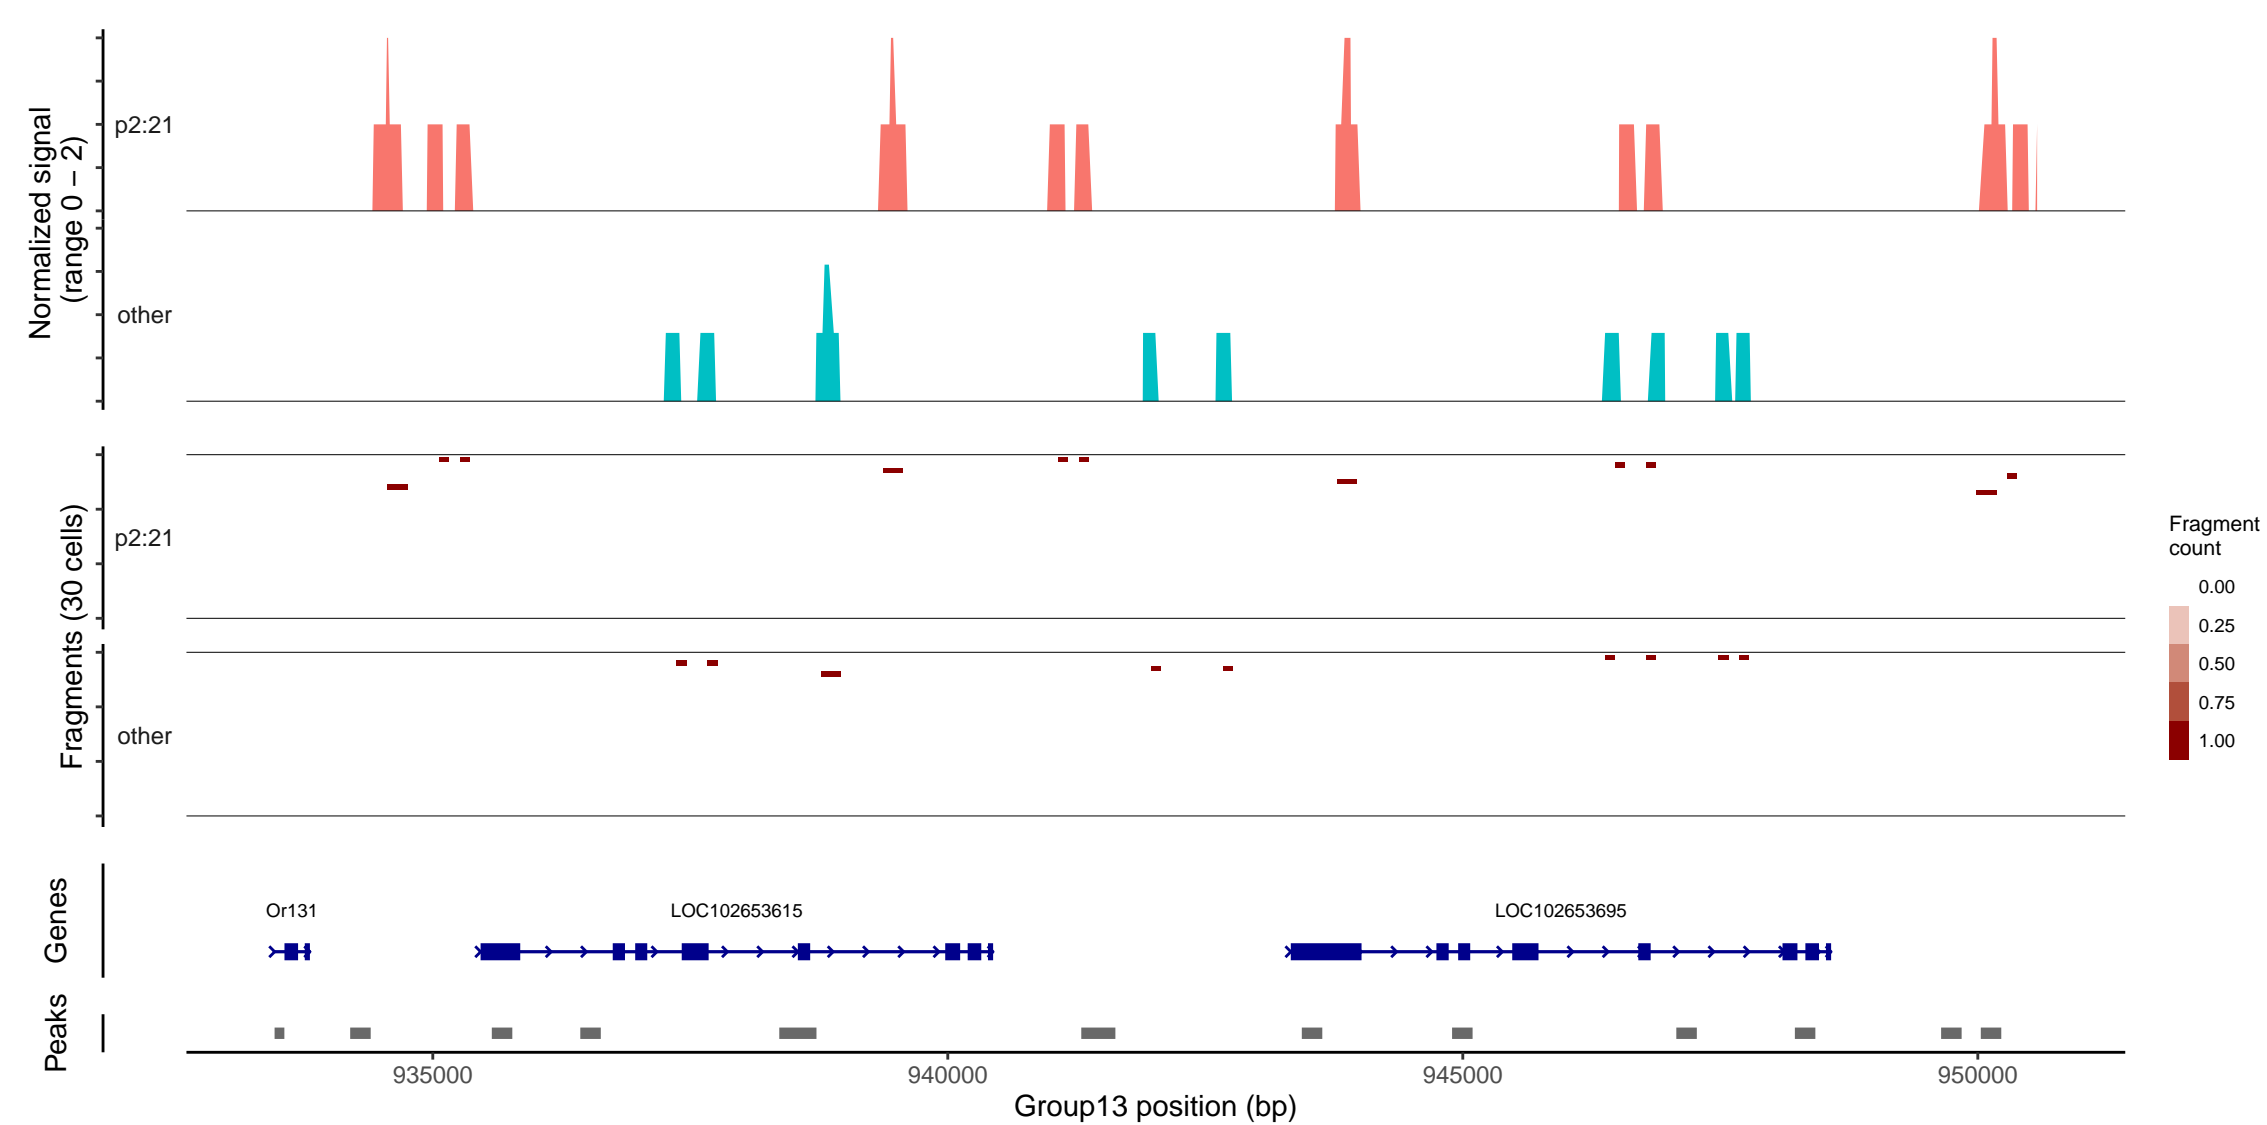 Normalized signal
(range 0 – 2)
p2:21
other
Fragments (30 cells)
p2:21
other
Fragment
count
0.00
0.25
0.50
0.75
1.00
Genes
Or131
LOC102653615
LOC102653695
Peaks
935000
940000
945000
950000
Group13 position (bp)